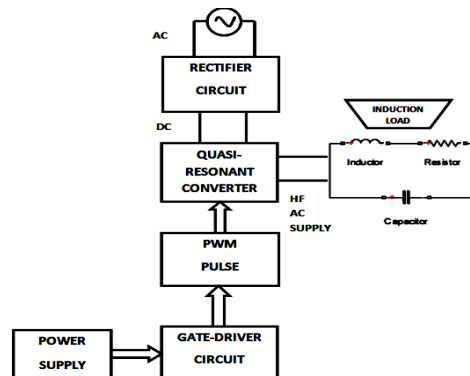 AC
RECTIFIER
CIRCUIT
DC
INDUCTION
LOAD
QUASI-
RESONANT
CONVERTER
Inductor
Resistor
HF
AC
SUPPLY
Capacitor
PWM
PULSE
POWER
SUPPLY
GATE-DRIVER
CIRCUIT